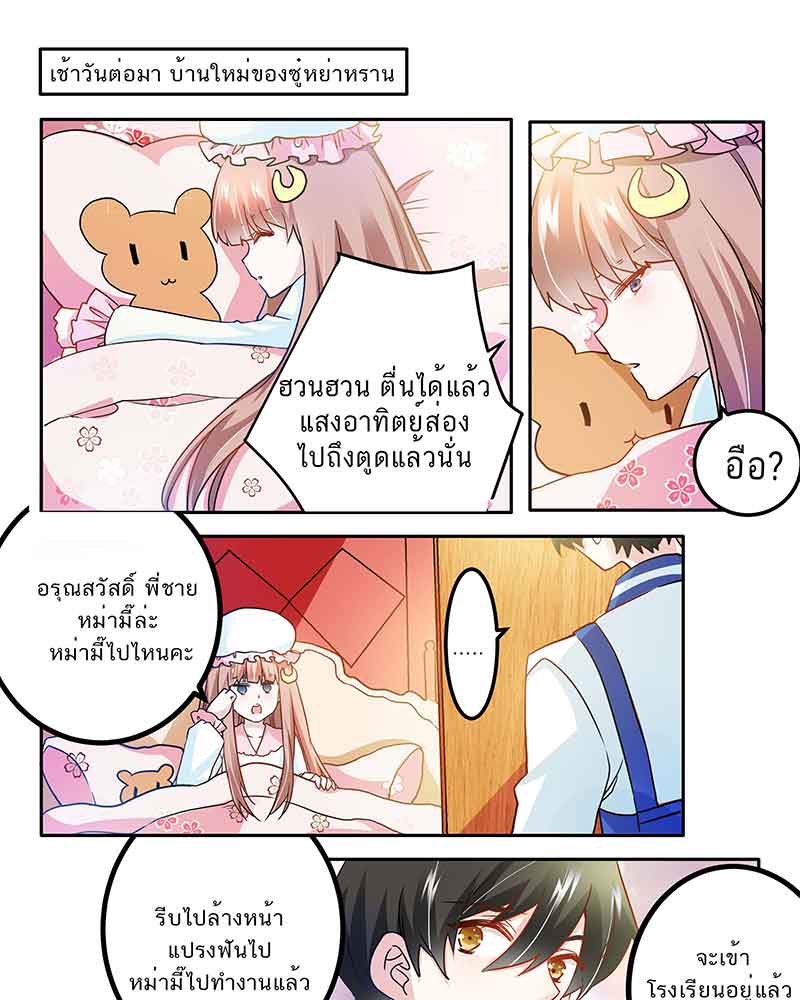 เช้าวันต่อมา บ้านใหม่ของซู๋หย่าหราน
ฮวนฮวน ตื่นได้แล้ว
แสงอาทิตย์ส่อง
ไปถึงตูดแล้วนั่น
อือ?
อรุณสวัสดิ์ พี่ชาย
หม่ามี๊ล่ะ
หม่ามี๊ไปไหนคะ
.....
รีบไปล้างหน้า
แปรงฟันไป
หม่ามี๊ไปทำงานแล้ว
จะเข้า
โรงเรียนอยู่แล้ว